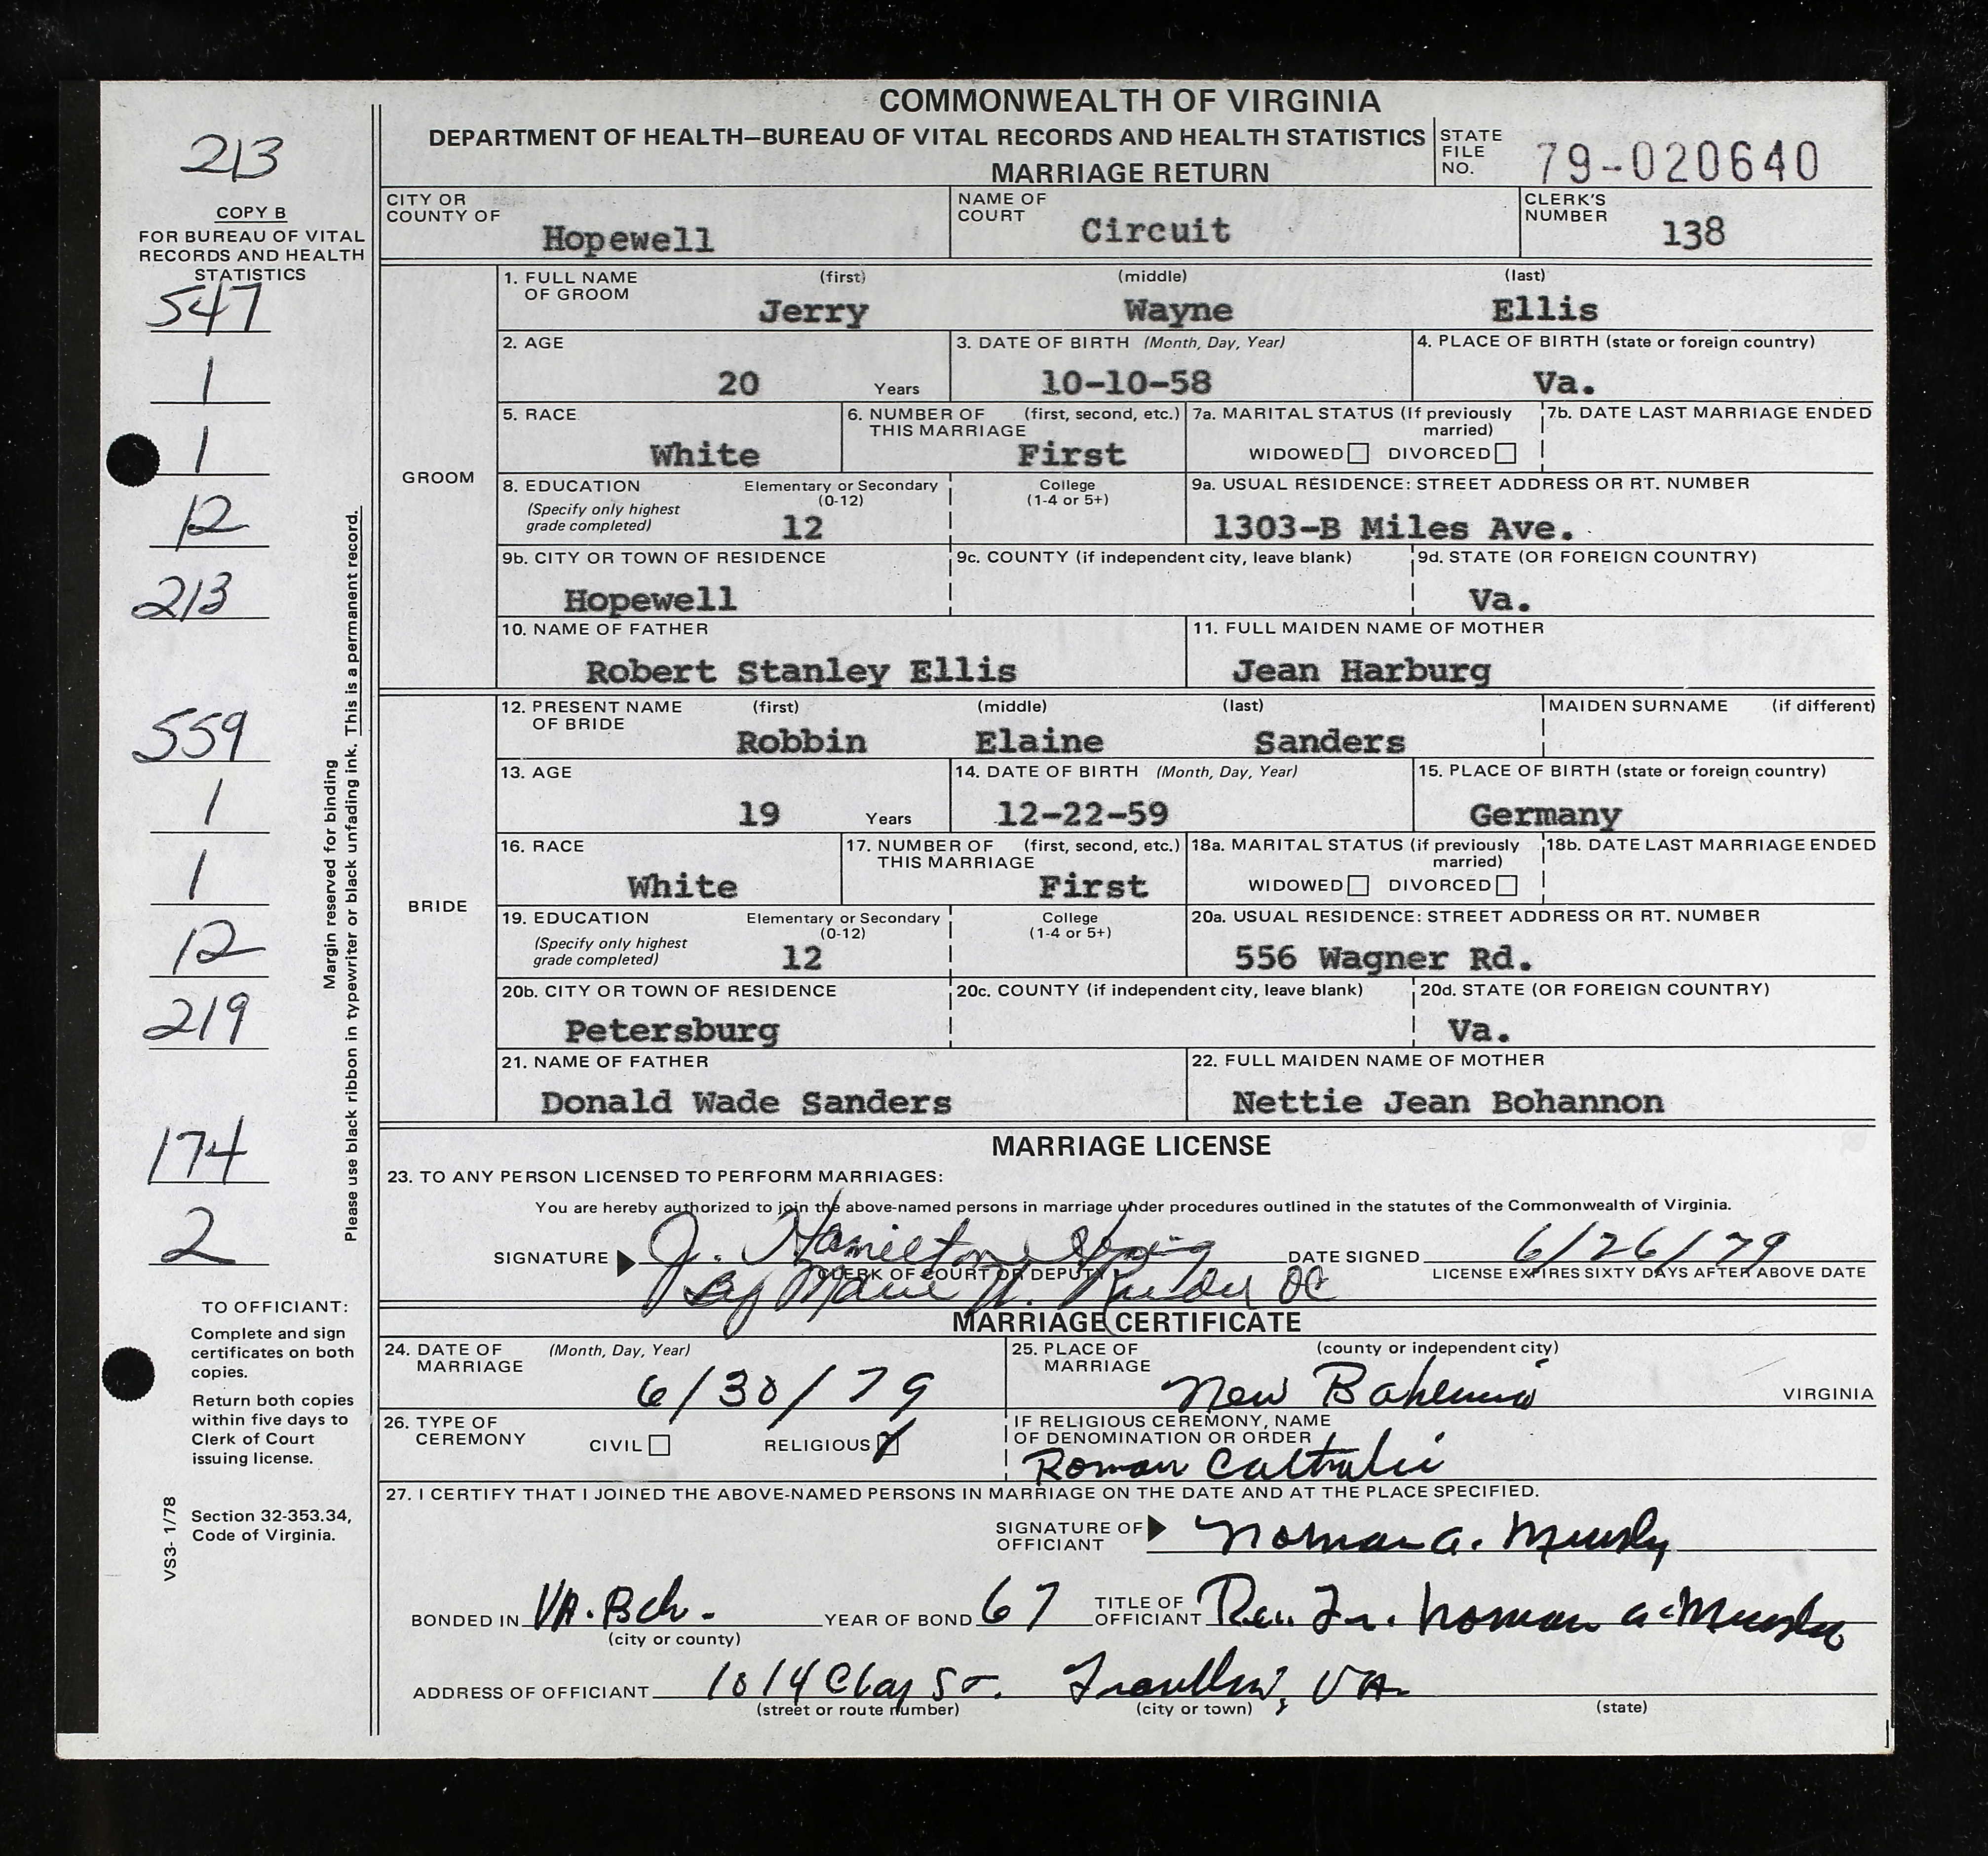 COMMONWEALTH OF VIRGINIA
DEPARTMENT OF HEALTH—BUREAU OF VITAL RECORDS AND HEALTH STATISTICS
MARRIAGE RETURN
STATE FILE NO. 79-020640
213
COPY B
FOR BUREAU OF VITAL
RECORDS AND HEALTH
STATISTICS
547
1
1
12
213
559
1
1
12
219
174
2
Margin reserved for binding
Please use black ribbon in typewriter or black unfading ink. This is a permanent record.
TO OFFICIANT:
Complete and sign
certificates on both
copies.
Return both copies
within five days to
Clerk of Court
issuing license.
Section 32-353.34,
Code of Virginia.
VS3- 1/78
CITY OR COUNTY OF Hopewell
NAME OF COURT Circuit
CLERK'S NUMBER 138
GROOM
1. FULL NAME OF GROOM (first) (middle) (last)
Jerry Wayne Ellis
2. AGE 20 Years
3. DATE OF BIRTH (Month, Day, Year) 10-10-58
4. PLACE OF BIRTH (state or foreign country) Va.
5. RACE White
6. NUMBER OF THIS MARRIAGE (first, second, etc.) First
7a. MARITAL STATUS (If previously married) WIDOWED DIVORCED
7b. DATE LAST MARRIAGE ENDED
8. EDUCATION (Specify only highest grade completed) Elementary or Secondary (0-12) 12
College (1-4 or 5+)
9a. USUAL RESIDENCE: STREET ADDRESS OR RT. NUMBER 1303-B Miles Ave.
9b. CITY OR TOWN OF RESIDENCE Hopewell
9c. COUNTY (if independent city, leave blank)
9d. STATE (OR FOREIGN COUNTRY) Va.
10. NAME OF FATHER Robert Stanley Ellis
11. FULL MAIDEN NAME OF MOTHER Jean Harburg
BRIDE
12. PRESENT NAME OF BRIDE (first) (middle) (last)
Robbin Elaine Sanders
MAIDEN SURNAME (if different)
13. AGE 19 Years
14. DATE OF BIRTH (Month, Day, Year) 12-22-59
15. PLACE OF BIRTH (state or foreign country) Germany
16. RACE White
17. NUMBER OF THIS MARRIAGE (first, second, etc.) First
18a. MARITAL STATUS (if previously married) WIDOWED DIVORCED
18b. DATE LAST MARRIAGE ENDED
19. EDUCATION (Specify only highest grade completed) Elementary or Secondary (0-12) 12
College (1-4 or 5+)
20a. USUAL RESIDENCE: STREET ADDRESS OR RT. NUMBER 556 Wagner Rd.
20b. CITY OR TOWN OF RESIDENCE Petersburg
20c. COUNTY (if independent city, leave blank)
20d. STATE (OR FOREIGN COUNTRY) Va.
21. NAME OF FATHER Donald Wade Sanders
22. FULL MAIDEN NAME OF MOTHER Nettie Jean Bohannon
MARRIAGE LICENSE
23. TO ANY PERSON LICENSED TO PERFORM MARRIAGES:
You are hereby authorized to join the above-named persons in marriage under procedures outlined in the statutes of the Commonwealth of Virginia.
SIGNATURE J. Hamilton
DATE SIGNED 6/26/79
CLERK OF COURT OR DEPUTY
LICENSE EXPIRES SIXTY DAYS AFTER ABOVE DATE
By
MARRIAGE CERTIFICATE
24. DATE OF MARRIAGE (Month, Day, Year) 6/30/79
25. PLACE OF MARRIAGE (county or independent city) New VIRGINIA
26. TYPE OF CEREMONY CIVIL RELIGIOUS
IF RELIGIOUS CEREMONY, NAME OF DENOMINATION OR ORDER Roman
27. I CERTIFY THAT I JOINED THE ABOVE-NAMED PERSONS IN MARRIAGE ON THE DATE AND AT THE PLACE SPECIFIED.
SIGNATURE OF OFFICIANT Norman A.
BONDED IN VA. Bch.
(city or county)
YEAR OF BOND 67
TITLE OF OFFICIANT Rev. Fr. Norman A.
ADDRESS OF OFFICIANT 1014 Clay St. VA.
(street or route number) (city or town) (state)